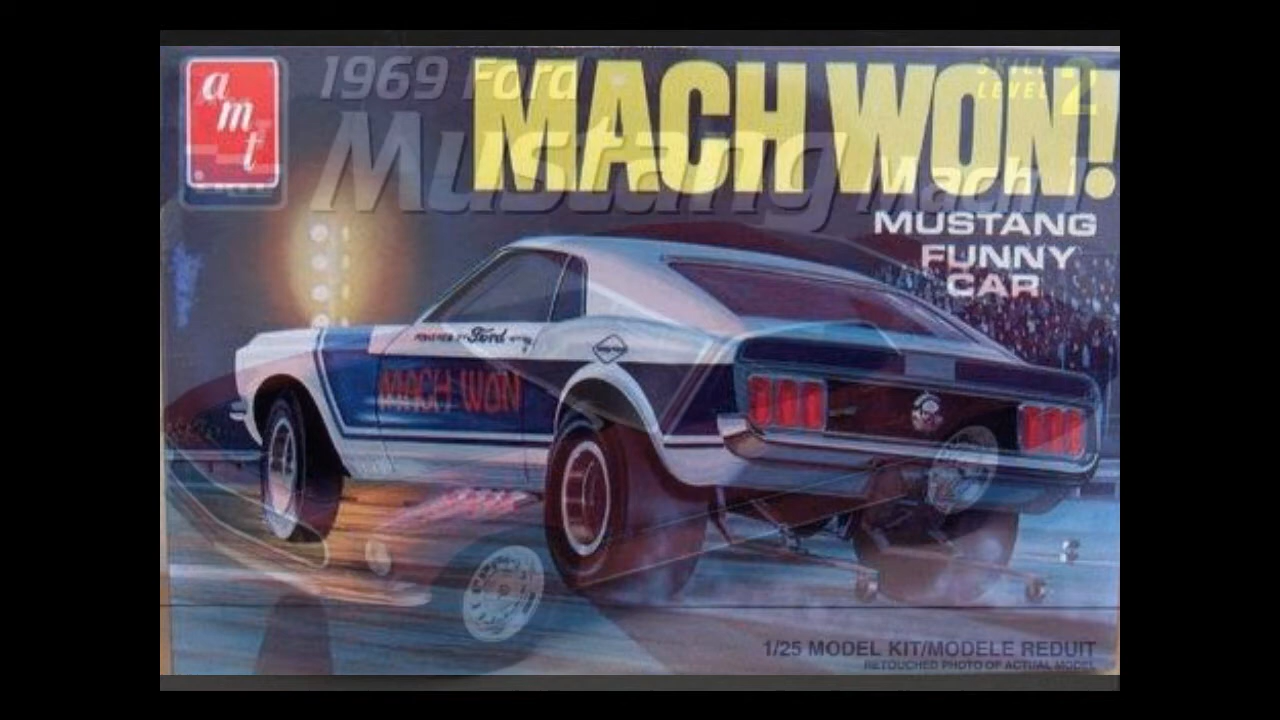 amt
1969 Ford
MACH WON!
SKILL
LEVEL 2
Mustang Mach 1
MUSTANG
FUNNY
CAR
POWERED BY Ford
MACH WON
1/25 MODEL KIT/MODELE REDUIT
RETOUCHED PHOTO OF ACTUAL MODEL